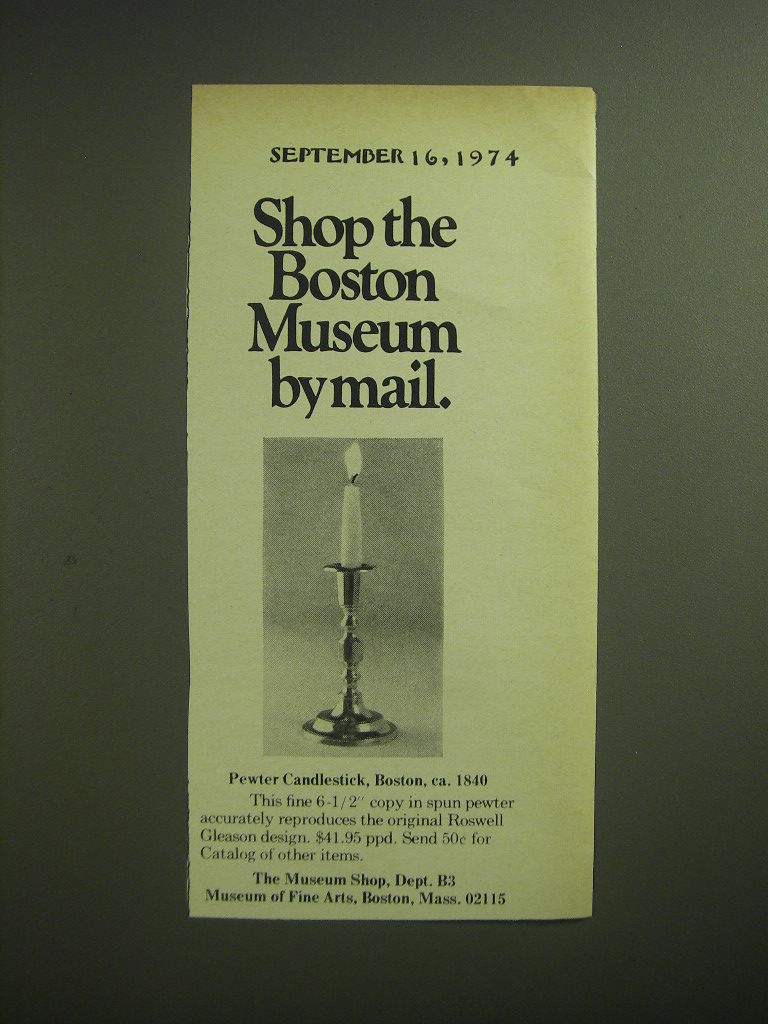 SEPTEMBER 16, 1974
Shop the
Boston
Museum
by mail.
Pewter Candlestick, Boston, ca. 1840
This fine 6-1/2" copy in spun pewter
accurately reproduces the original Roswell
Gleason design. $41.95 ppd. Send 50¢ for
Catalog of other items.
The Museum Shop, Dept. B3
Museum of Fine Arts, Boston, Mass. 02115